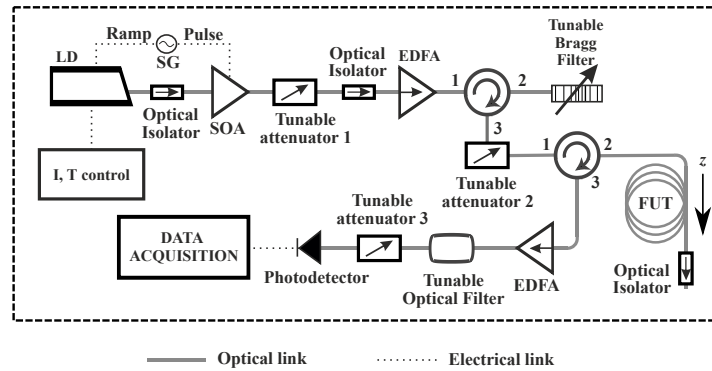 Ramp
Pulse
LD
SG
Optical
Isolator
SOA
Tunable
attenuator 1
Optical
Isolator
EDFA
1
2
3
Tunable
Bragg
Filter
I, T control
Tunable
attenuator 2
1
2
3
FUT
z
Optical
Isolator
DATA
ACQUISITION
Photodetector
Tunable
attenuator 3
Tunable
Optical Filter
EDFA
Optical link
Electrical link